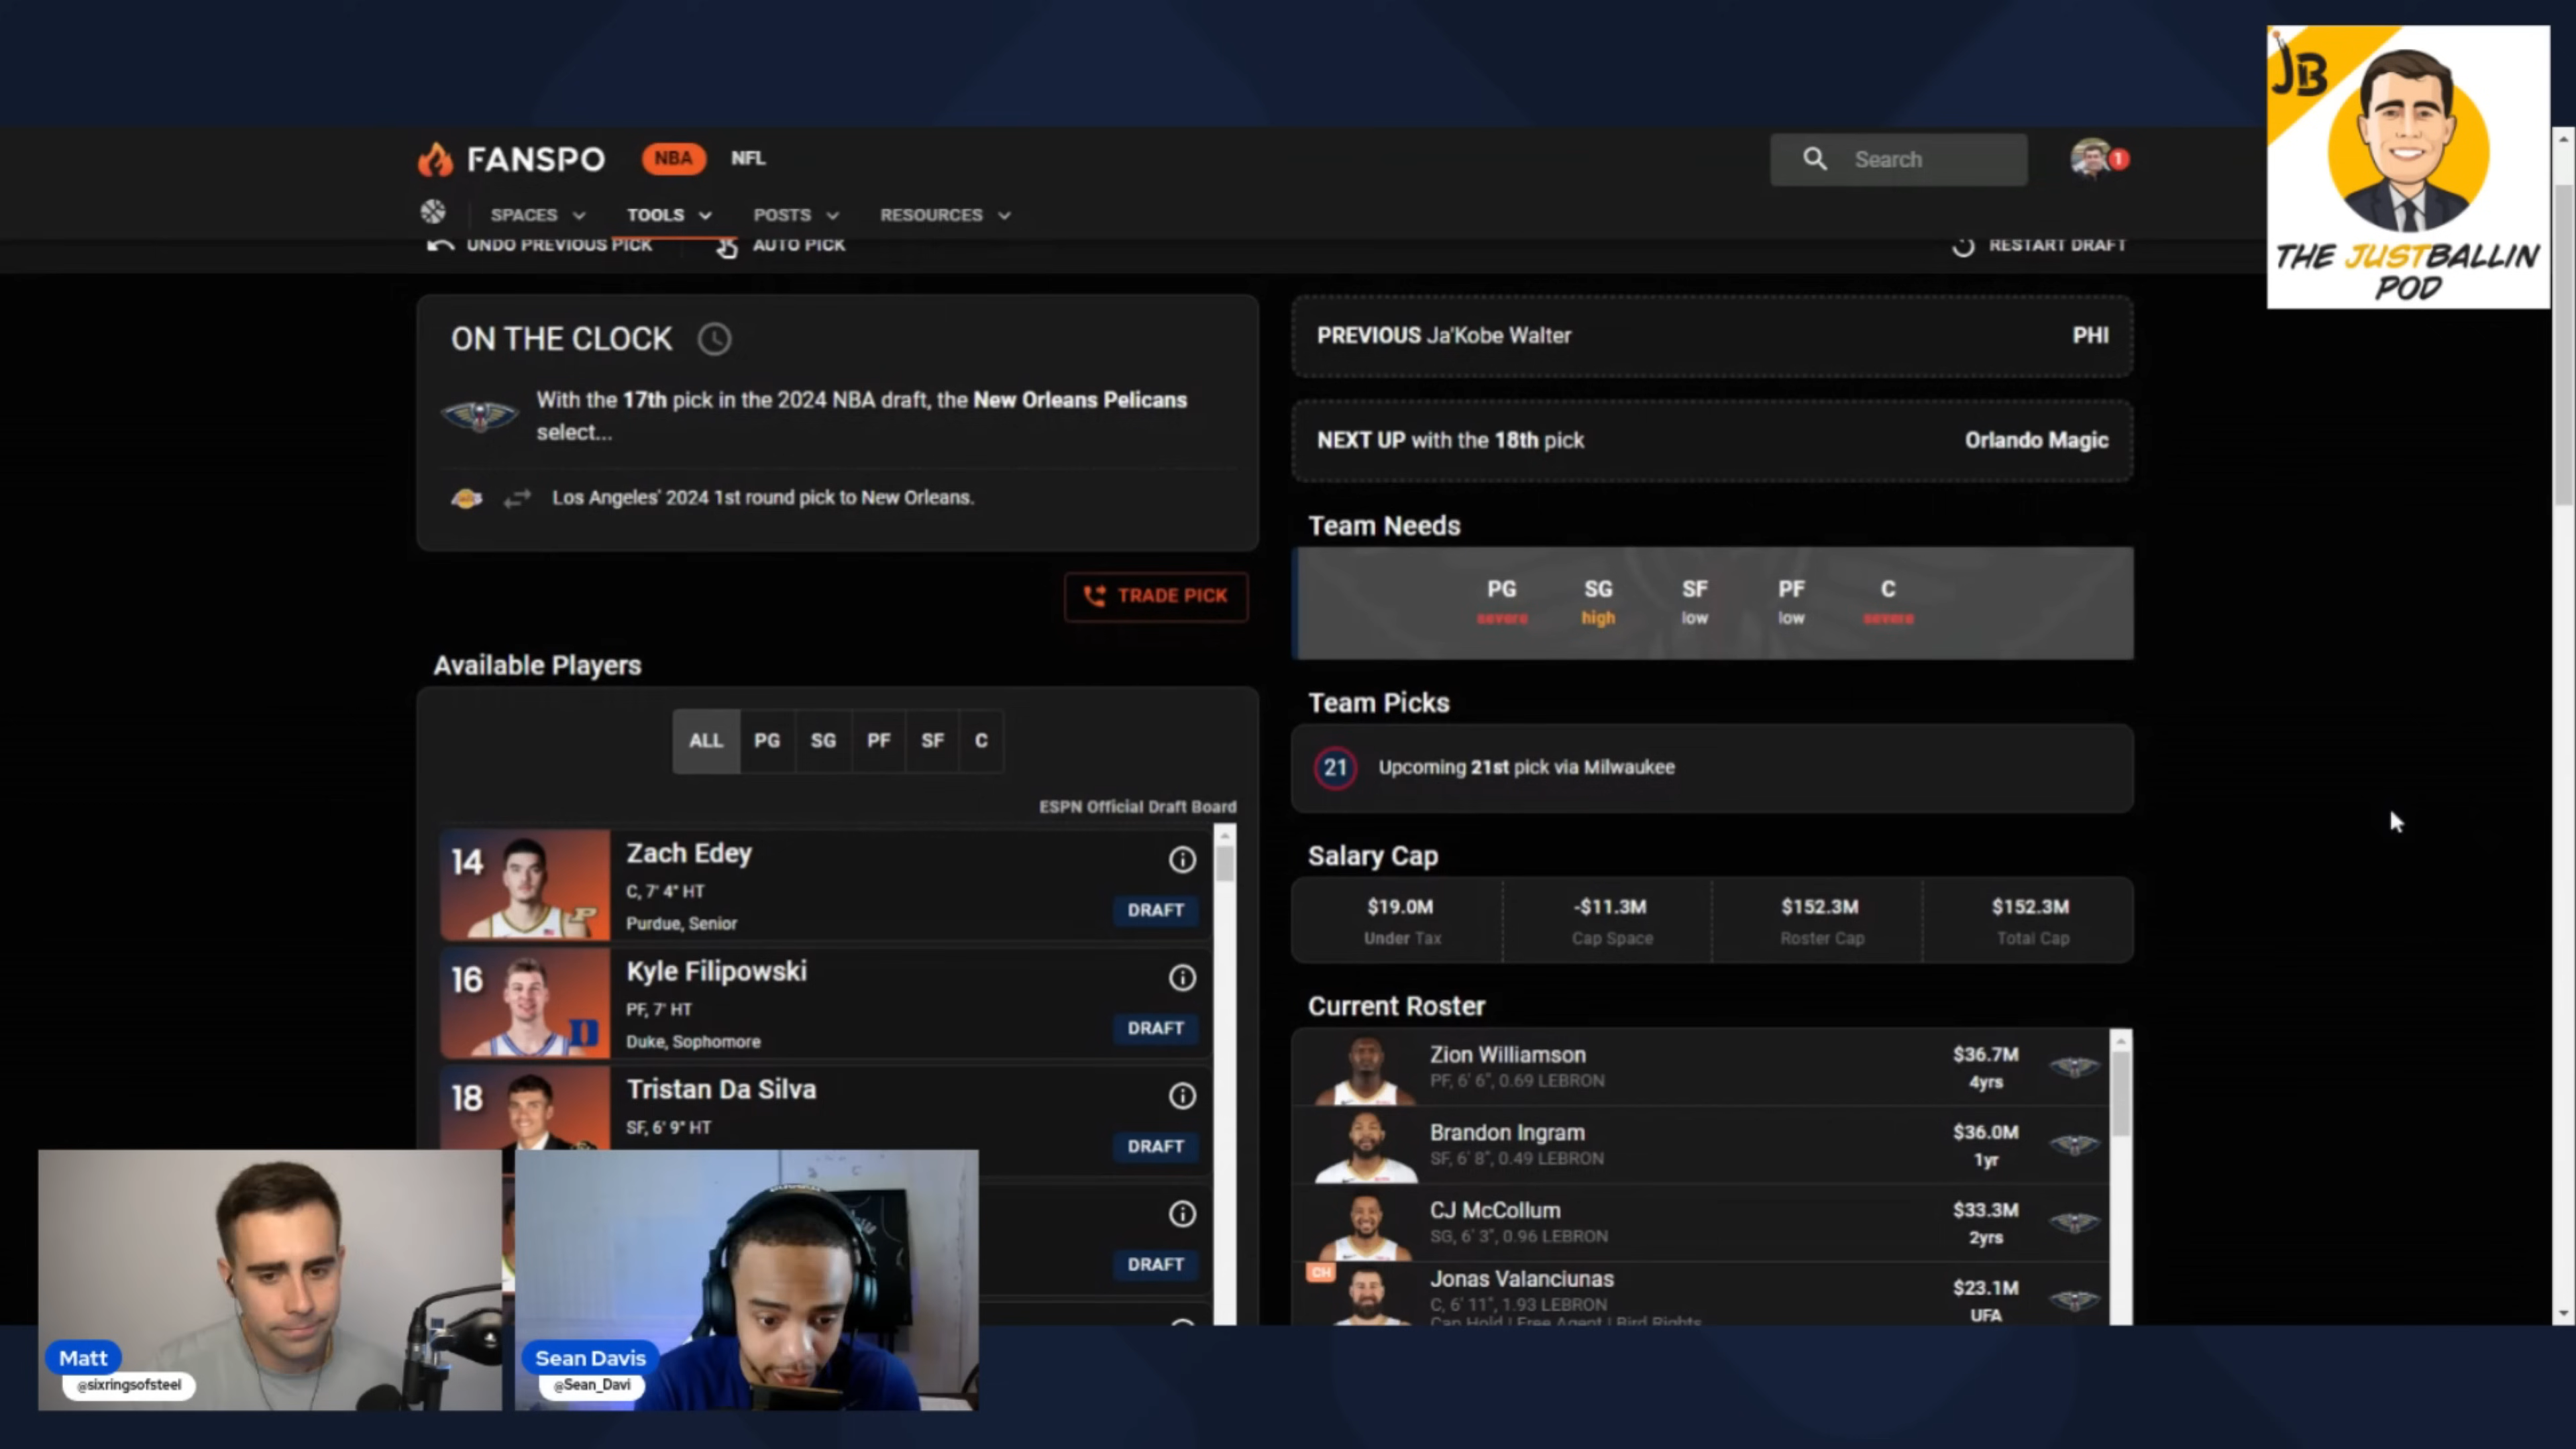 JB
THE JUSTBALLIN
POD
FANSPO
NBA
NFL
Search
1
SPACES
TOOLS
POSTS
RESOURCES
UNDO PREVIOUS PICK
AUTO PICK
RESTART DRAFT
ON THE CLOCK
With the 17th pick in the 2024 NBA draft, the New Orleans Pelicans
select...
Los Angeles' 2024 1st round pick to New Orleans.
TRADE PICK
PREVIOUS Ja'Kobe Walter
PHI
NEXT UP with the 18th pick
Orlando Magic
Team Needs
PG SG SF PF C
severe high low low severe
Team Picks
21 Upcoming 21st pick via Milwaukee
Salary Cap
$19.0M -$11.3M $152.3M $152.3M
Under Tax Cap Space Roster Cap Total Cap
Available Players
ALL PG SG PF SF C
ESPN Official Draft Board
14
Zach Edey
C, 7' 4" HT
Purdue, Senior
DRAFT
16
Kyle Filipowski
PF, 7' HT
Duke, Sophomore
DRAFT
18
Tristan Da Silva
SF, 6' 9" HT
DRAFT
DRAFT
Current Roster
Zion Williamson
PF, 6' 6", 0.69 LEBRON
$36.7M
4yrs
Brandon Ingram
SF, 6' 8", 0.49 LEBRON
$36.0M
1yr
CJ McCollum
SG, 6' 3", 0.96 LEBRON
$33.3M
2yrs
CH
Jonas Valanciunas
C, 6' 11", 1.93 LEBRON
Cap Hold | Free Agent | Bird Rights
$23.1M
UFA
Matt
@sixringsofsteel
Sean Davis
@Sean_Davi